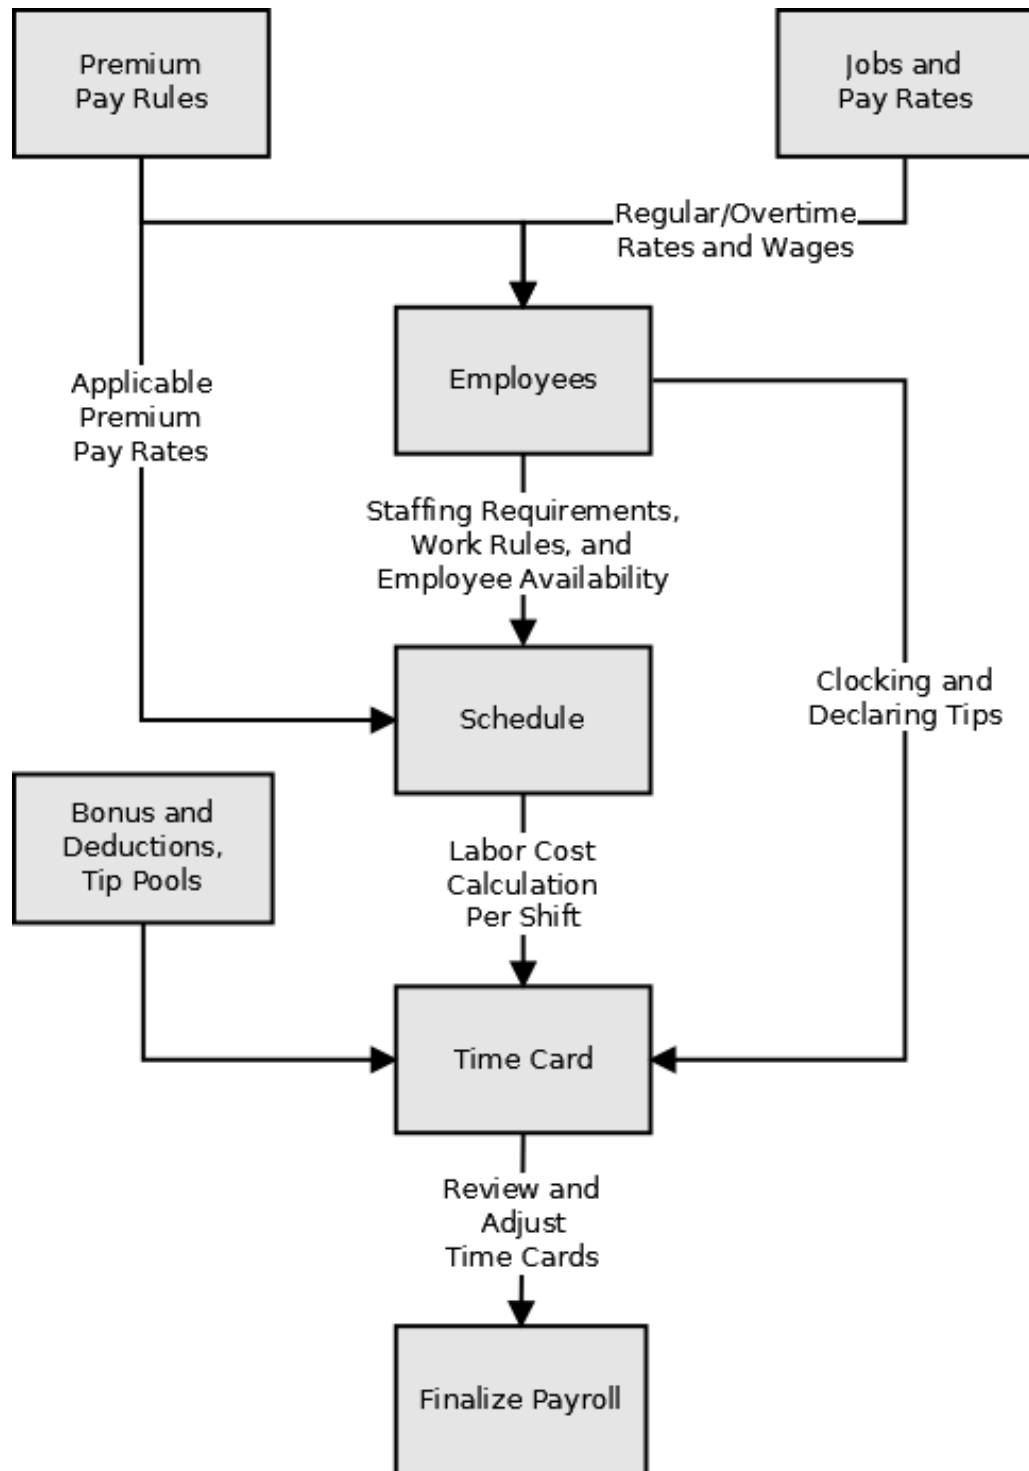 Premium
Pay Rules
Jobs and
Pay Rates
Regular/Overtime
Rates and Wages
Employees
Applicable
Premium
Pay Rates
Staffing Requirements,
Work Rules, and
Employee Availability
Clocking and
Declaring Tips
Schedule
Bonus and
Deductions,
Tip Pools
Labor Cost
Calculation
Per Shift
Time Card
Review and
Adjust
Time Cards
Finalize Payroll